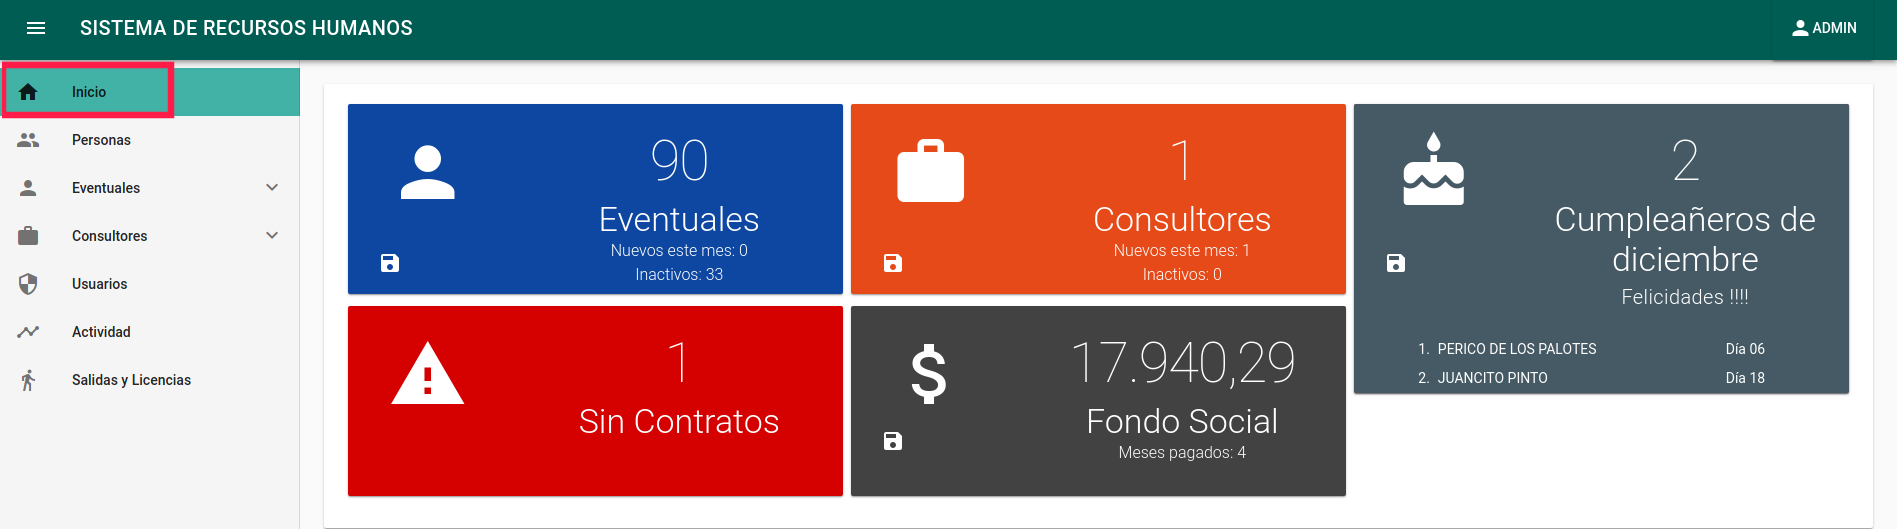 SISTEMA DE RECURSOS HUMANOS
ADMIN
Inicio
Personas
Eventuales
Consultores
Usuarios
Actividad
Salidas y Licencias
90
Eventuales
Nuevos este mes: 0
Inactivos: 33
1
Consultores
Nuevos este mes: 1
Inactivos: 0
2
Cumpleañeros de
diciembre
Felicidades !!!!
1. PERICO DE LOS PALOTES Día 06
2. JUANCITO PINTO Día 18
1
Sin Contratos
17.940,29
Fondo Social
Meses pagados: 4